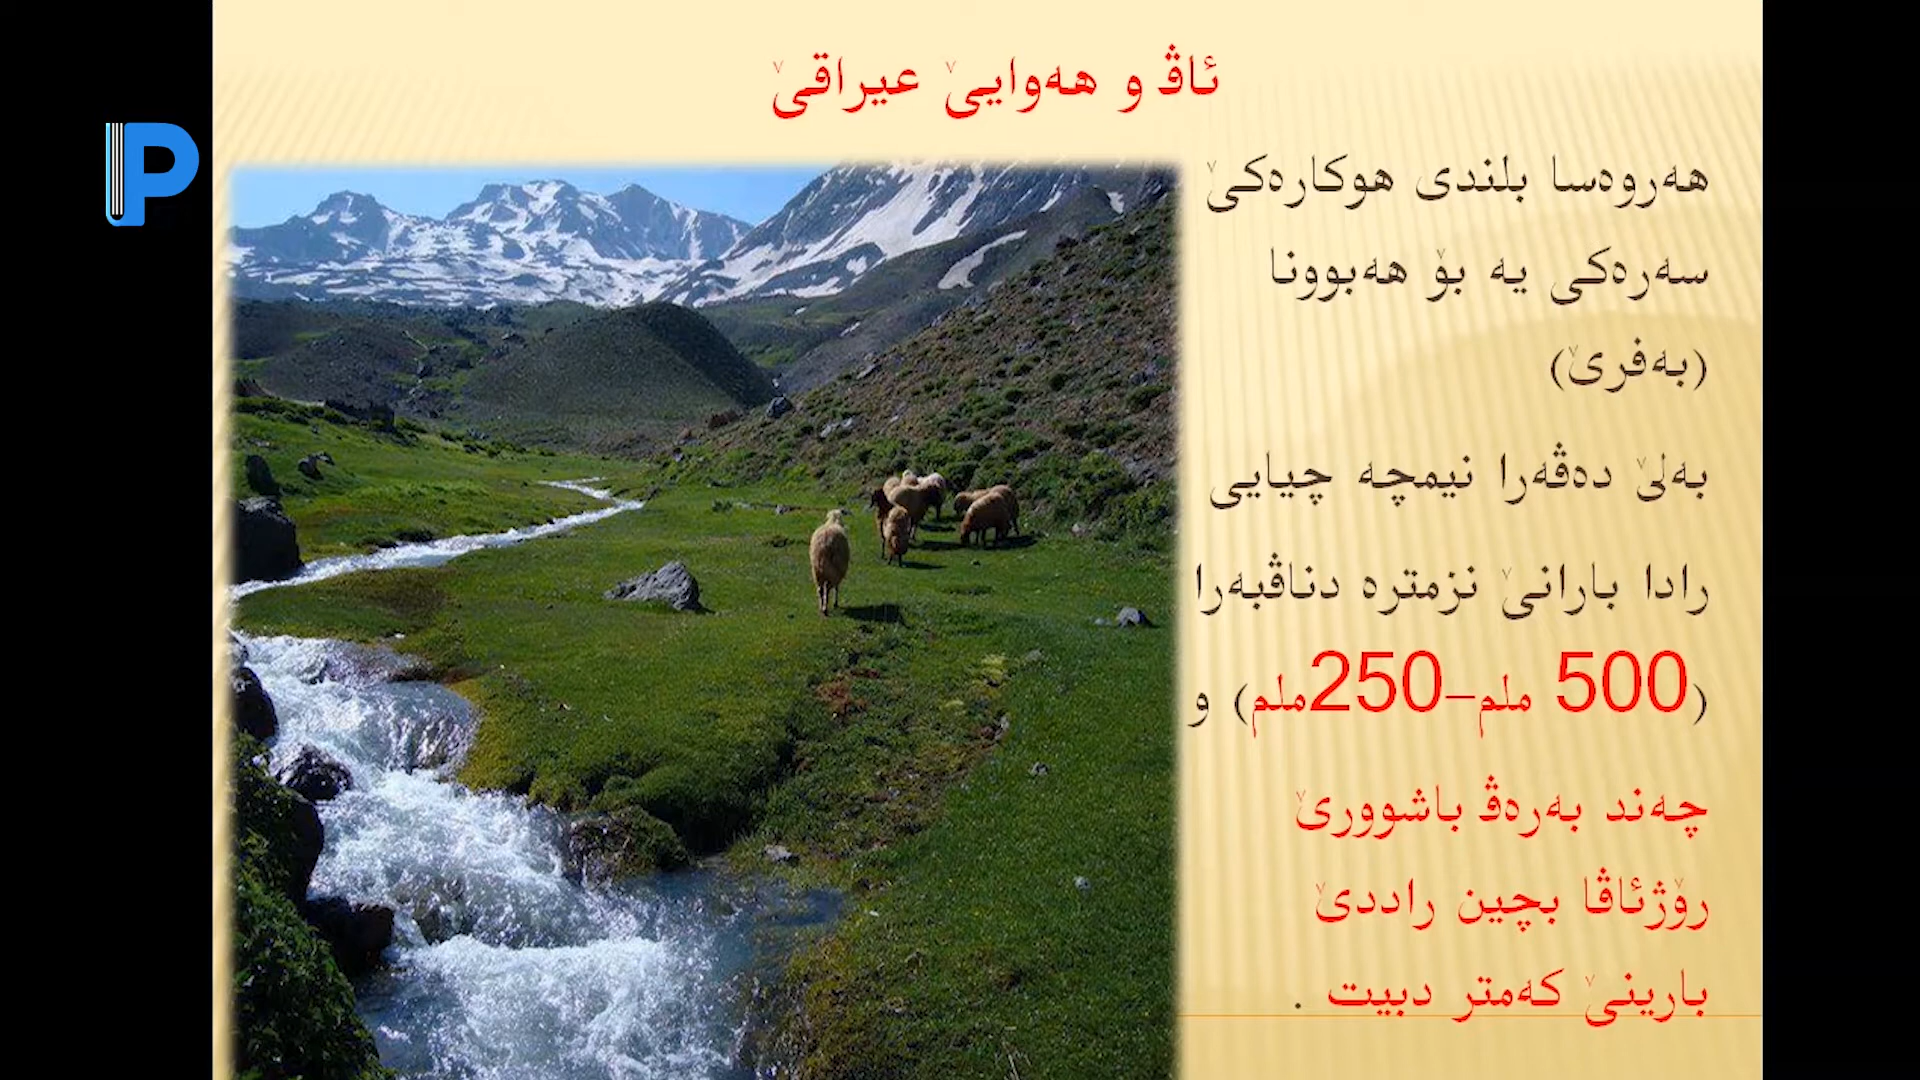 ئاڤ و هەوایێ عیراقێ
P
هەروەسا بلندی هوکارەکێ
سەرەکی یە بۆ هەبوونا
(بەفرێ)
بەلێ دەڤەرا نیمچە چیایی
رادا بارانێ نزمترە دناڤبەرا
(500 ملم-250ملم) و
چەند بەرەڤ باشوورێ
رۆژئاڤا بچین راددێ
بارینێ کەمتر دبیت .